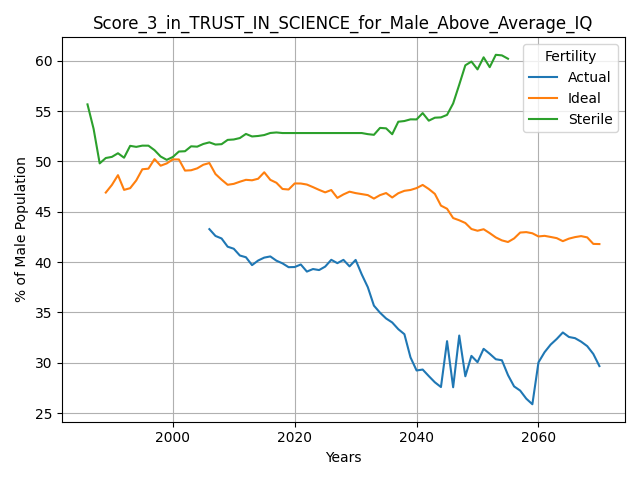 Score_3_in_TRUST_IN_SCIENCE_for_Male_Above_Average_IQ
Fertility
Actual
Ideal
Sterile
% of Male Population
60
55
50
45
40
35
30
25
2000
2020
2040
2060
Years